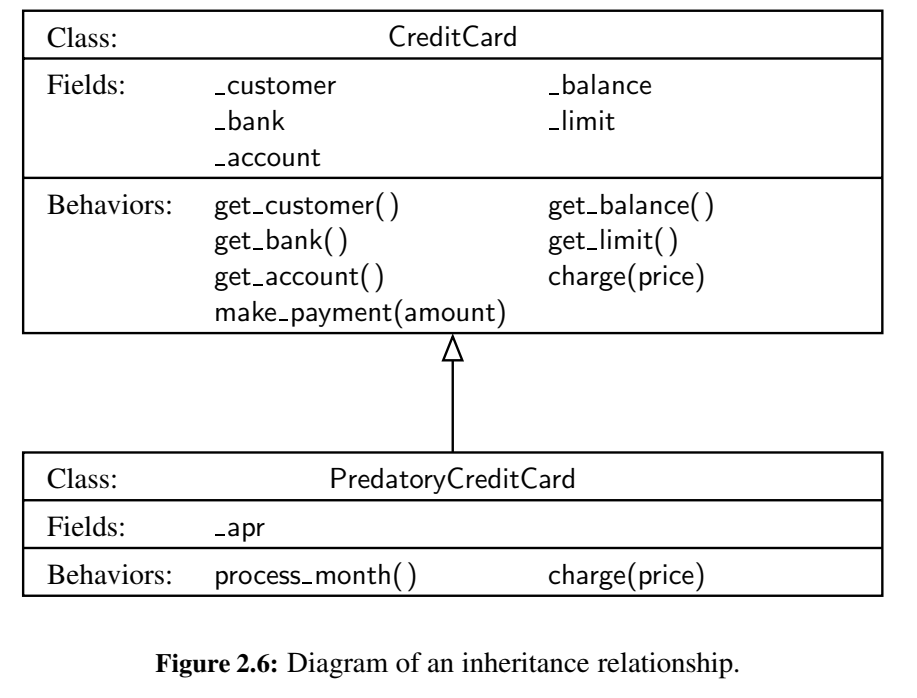 Class: CreditCard
Fields: _customer _balance
_bank _limit
_account
Behaviors: get_customer() get_balance()
get_bank() get_limit()
get_account() charge(price)
make_payment(amount)
Class: PredatoryCreditCard
Fields: _apr
Behaviors: process_month() charge(price)
Figure 2.6: Diagram of an inheritance relationship.